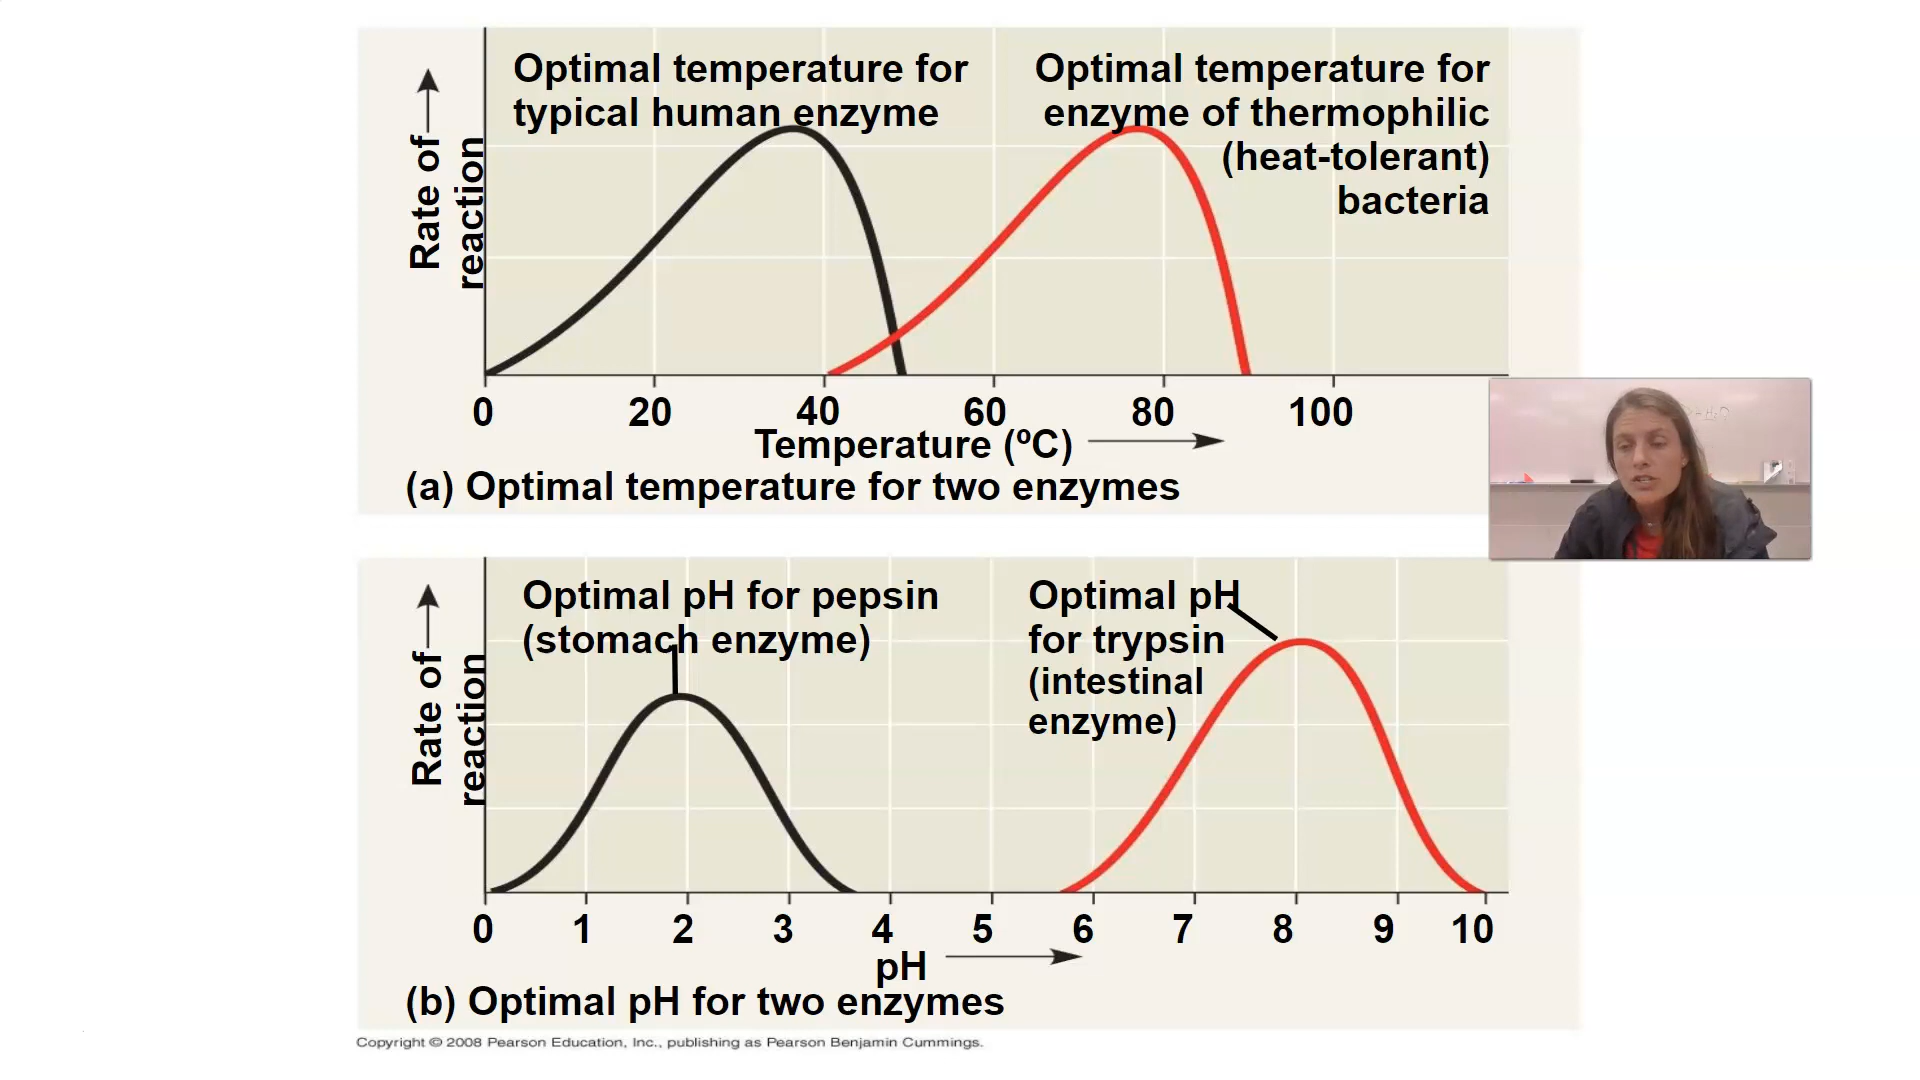 Optimal temperature for
typical human enzyme
Optimal temperature for
enzyme of thermophilic
(heat-tolerant)
bacteria
Rate of
reaction
0 20 40 60 80 100
Temperature (ºC)
(a) Optimal temperature for two enzymes
Optimal pH for pepsin
(stomach enzyme)
Optimal pH
for trypsin
(intestinal
enzyme)
Rate of
reaction
0 1 2 3 4 5 6 7 8 9 10
pH
(b) Optimal pH for two enzymes
Copyright © 2008 Pearson Education, Inc., publishing as Pearson Benjamin Cummings.